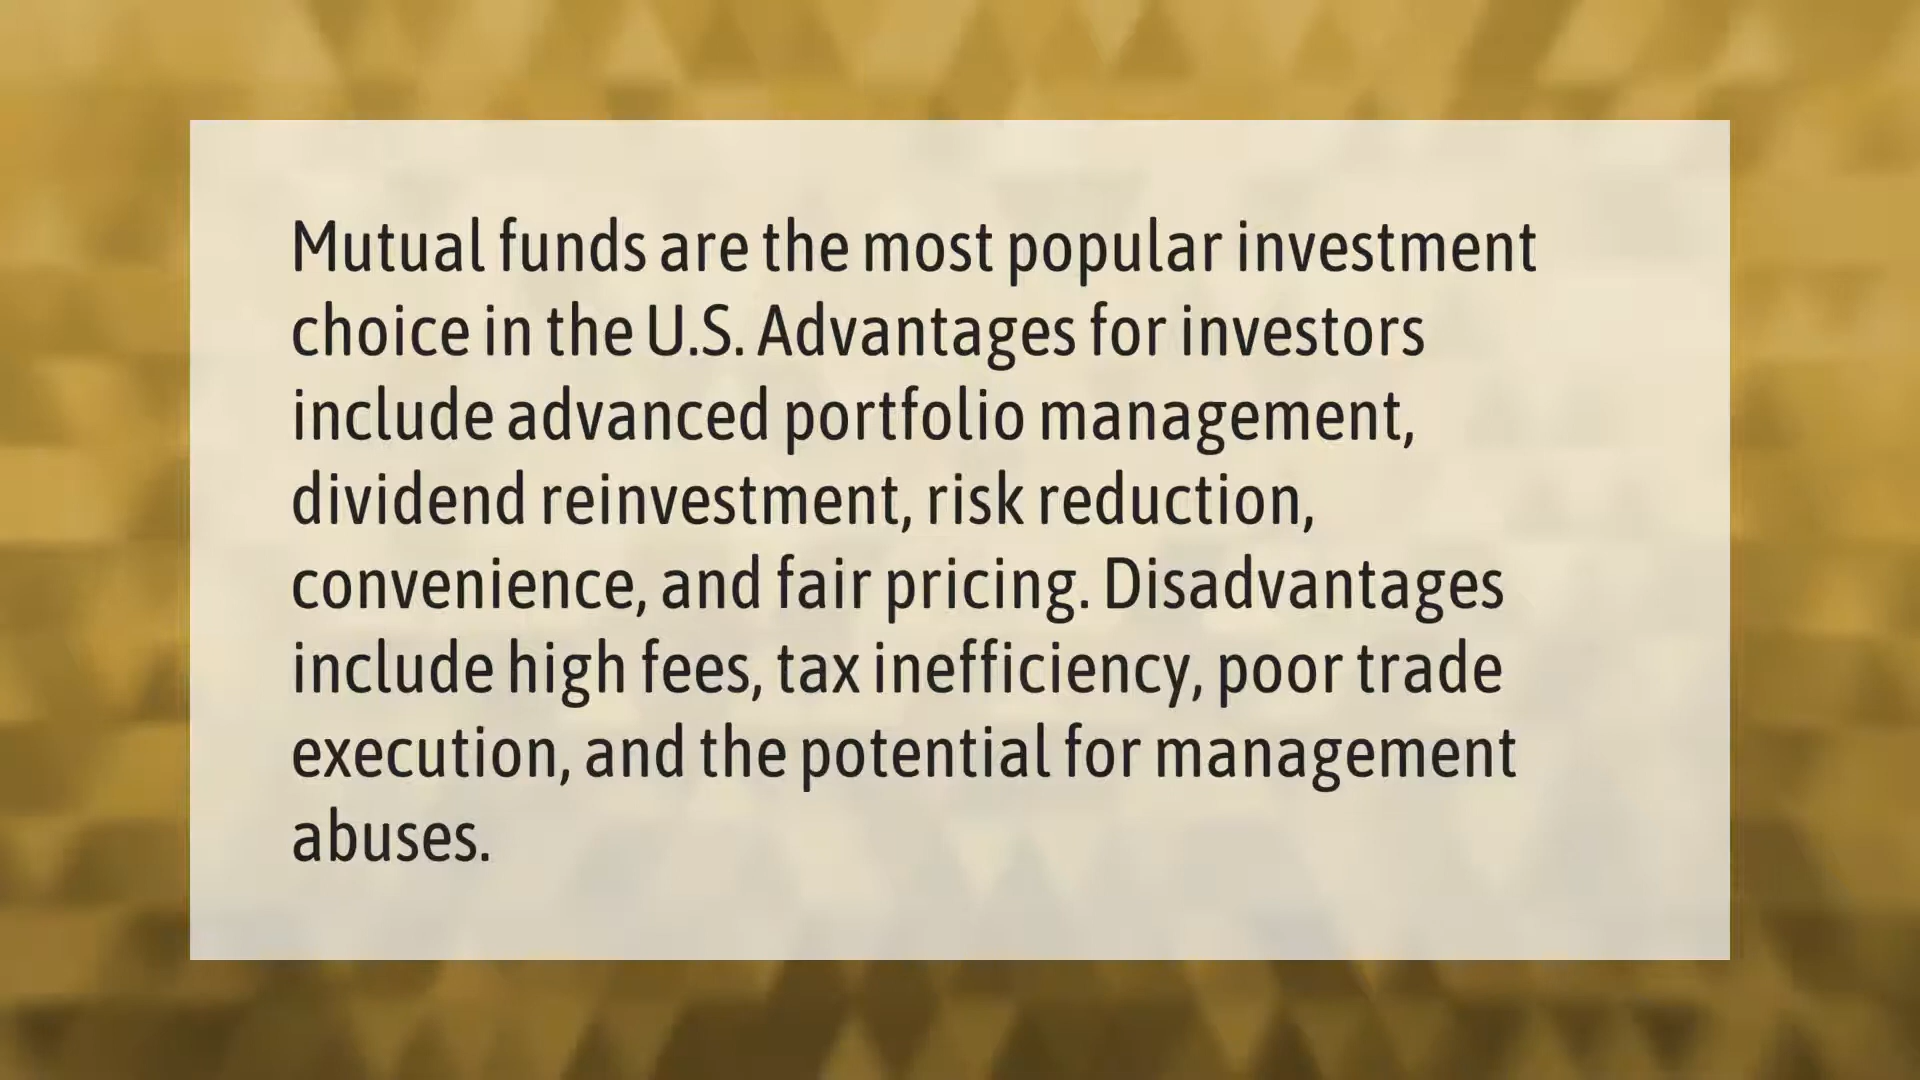 Mutual funds are the most popular investment
choice in the U.S. Advantages for investors
include advanced portfolio management,
dividend reinvestment, risk reduction,
convenience, and fair pricing. Disadvantages
include high fees, tax inefficiency, poor trade
execution, and the potential for management
abuses.